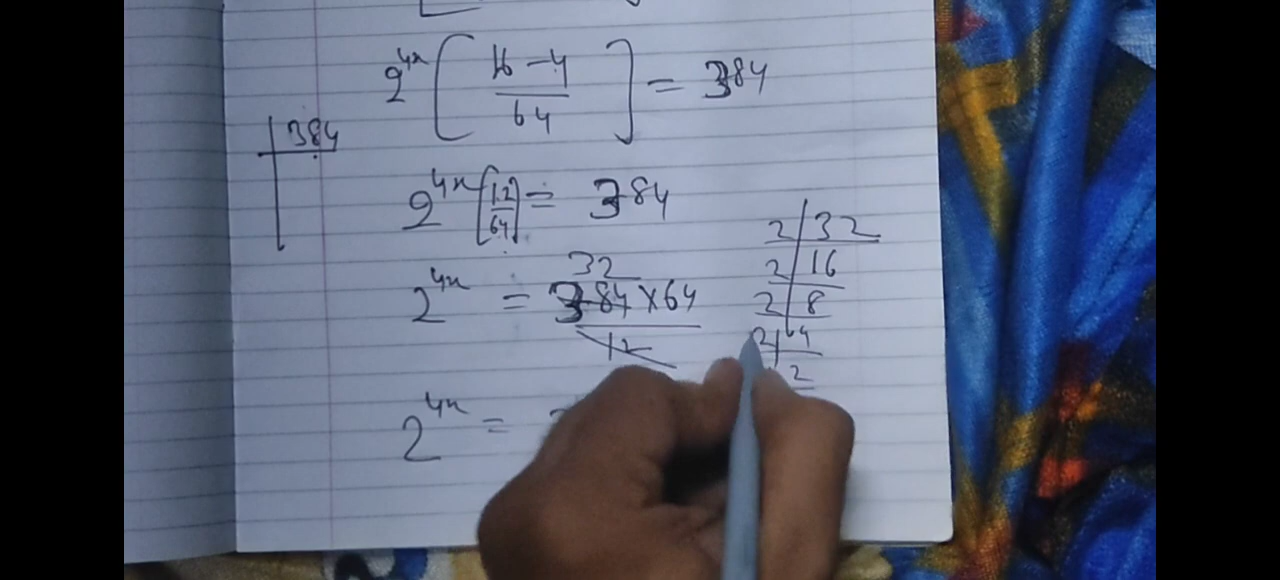 2^4x [ 16 - 4 / 64 ] = 384
384
2^4x [ 12 / 64 ] = 384
32
2^4x = 384 x 64 / 12
2^4x =
2 | 32
2 | 16
2 | 8
2 | 4
2